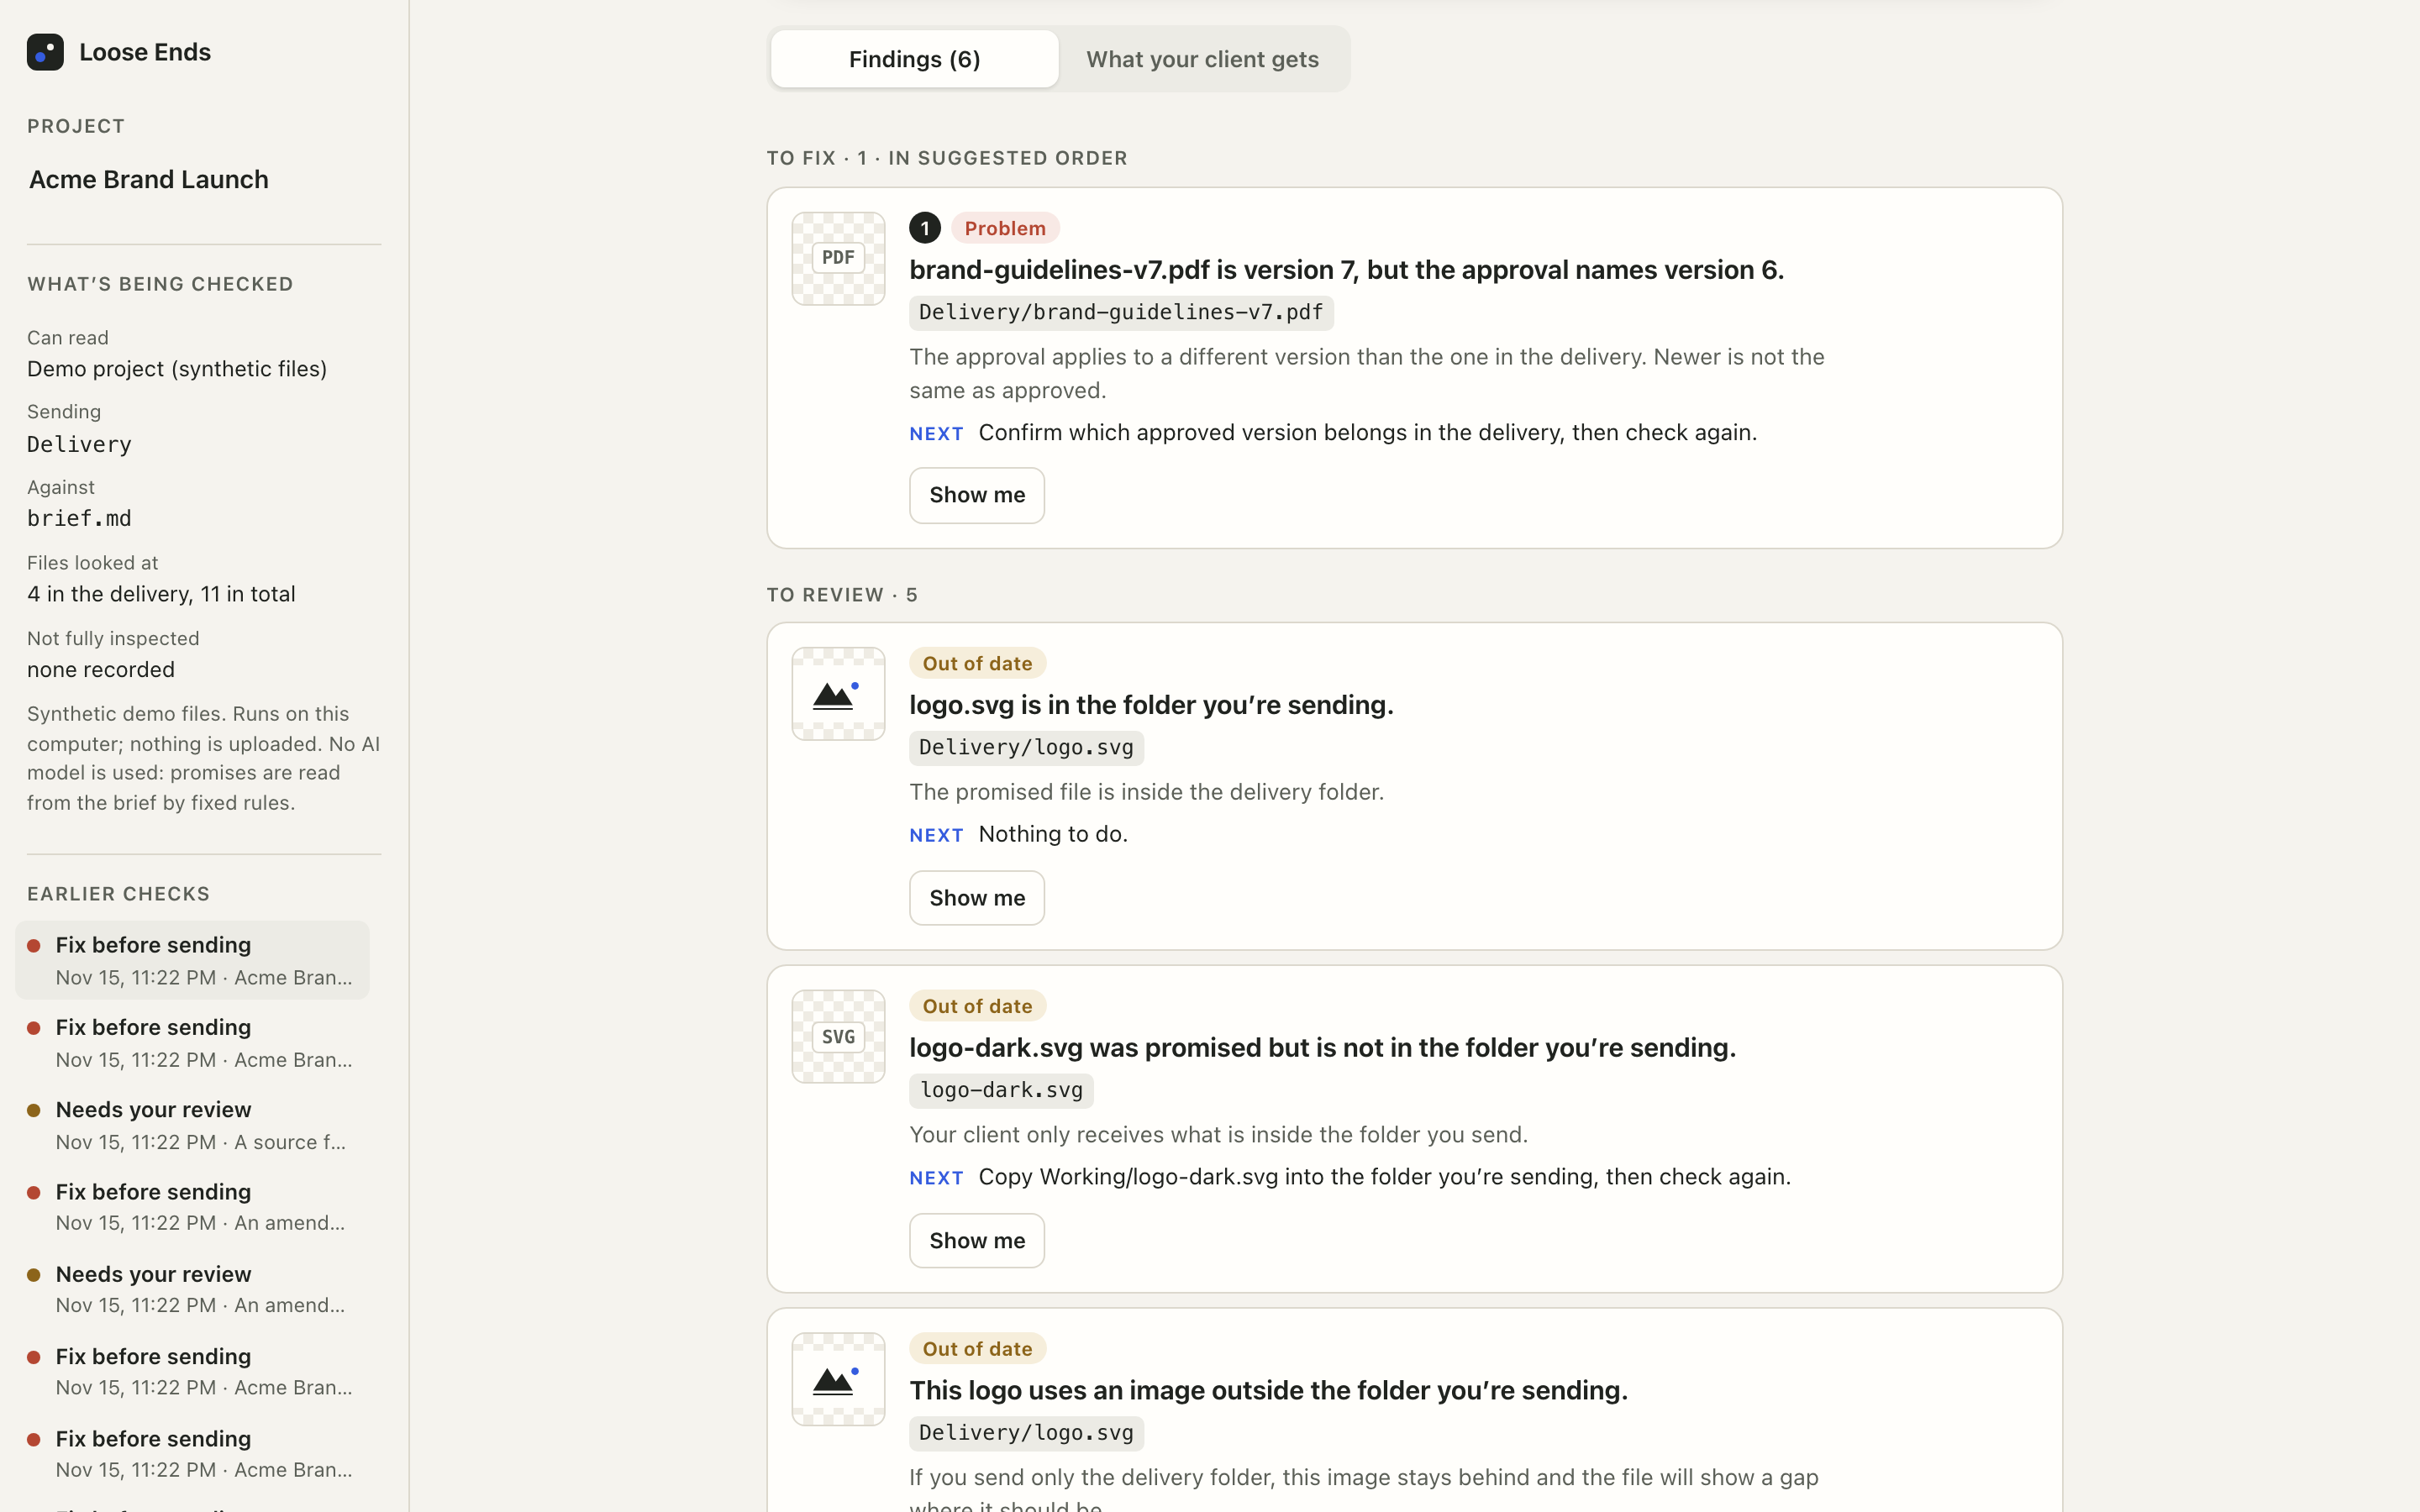 Loose Ends
PROJECT
Acme Brand Launch
WHAT’S BEING CHECKED
Can read
Demo project (synthetic files)
Sending
Delivery
Against
brief.md
Files looked at
4 in the delivery, 11 in total
Not fully inspected
none recorded
Synthetic demo files. Runs on this
computer; nothing is uploaded. No AI
model is used: promises are read
from the brief by fixed rules.
EARLIER CHECKS
Fix before sending
Nov 15, 11:22 PM · Acme Bran…
Fix before sending
Nov 15, 11:22 PM · Acme Bran…
Needs your review
Nov 15, 11:22 PM · A source f…
Fix before sending
Nov 15, 11:22 PM · An amend…
Needs your review
Nov 15, 11:22 PM · An amend…
Fix before sending
Nov 15, 11:22 PM · Acme Bran…
Fix before sending
Nov 15, 11:22 PM · Acme Bran…
Findings (6)
What your client gets
TO FIX · 1 · IN SUGGESTED ORDER
PDF
1 Problem
brand-guidelines-v7.pdf is version 7, but the approval names version 6.
Delivery/brand-guidelines-v7.pdf
The approval applies to a different version than the one in the delivery. Newer is not the
same as approved.
NEXT Confirm which approved version belongs in the delivery, then check again.
Show me
TO REVIEW · 5
Out of date
logo.svg is in the folder you’re sending.
Delivery/logo.svg
The promised file is inside the delivery folder.
NEXT Nothing to do.
Show me
SVG
Out of date
logo-dark.svg was promised but is not in the folder you’re sending.
logo-dark.svg
Your client only receives what is inside the folder you send.
NEXT Copy Working/logo-dark.svg into the folder you’re sending, then check again.
Show me
Out of date
This logo uses an image outside the folder you’re sending.
Delivery/logo.svg
If you send only the delivery folder, this image stays behind and the file will show a gap
where it should be.